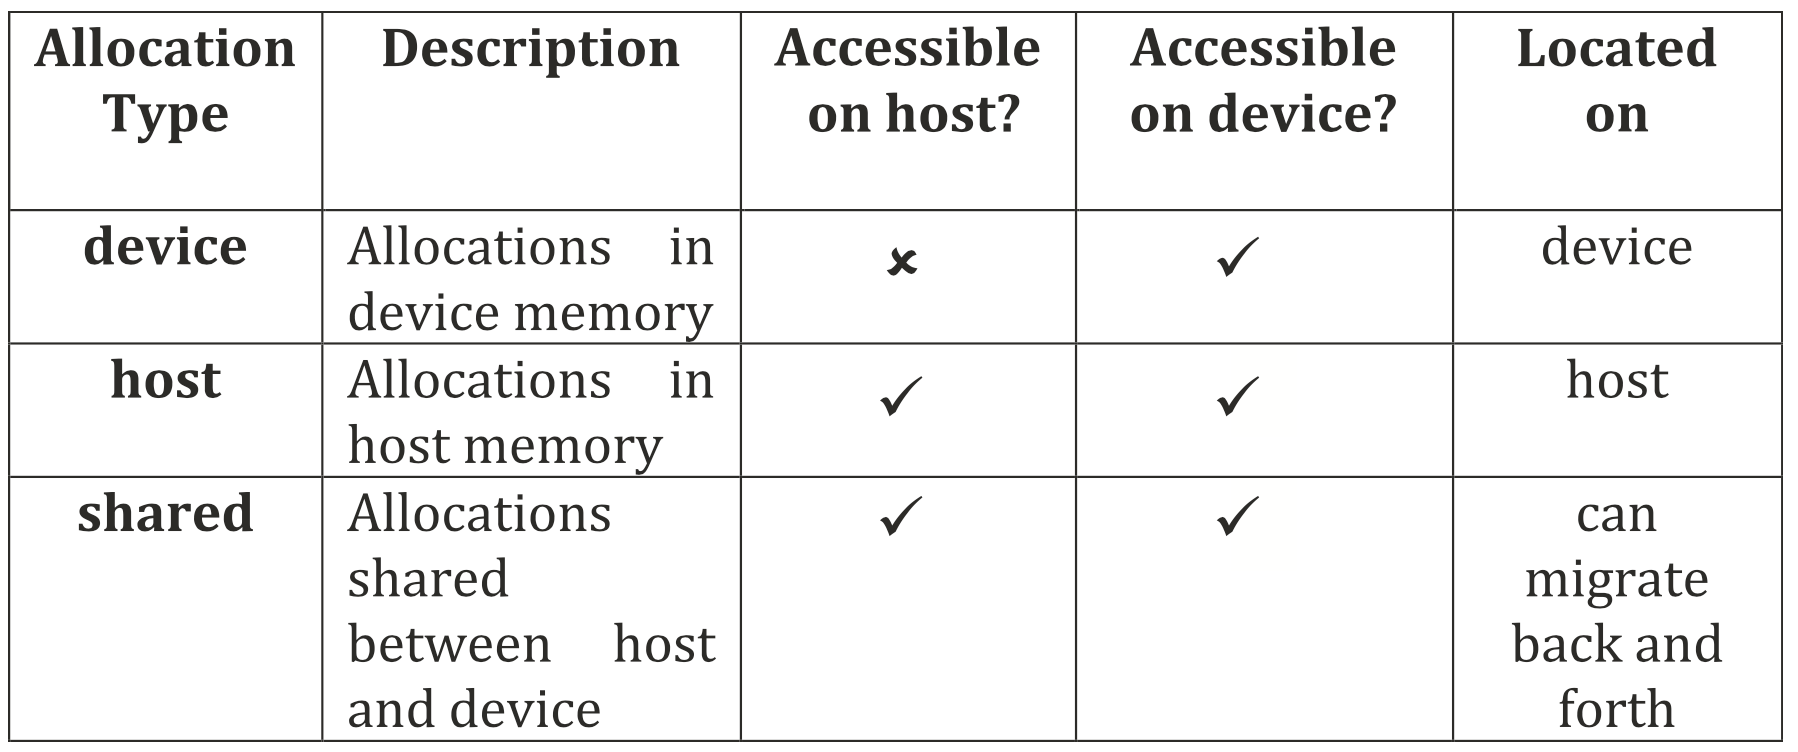 Allocation Type
Description
Accessible on host?
Accessible on device?
Located on
device
Allocations in
device memory
✘
✓
device
host
Allocations in
host memory
✓
✓
host
shared
Allocations
shared
between host
and device
✓
✓
can
migrate
back and
forth